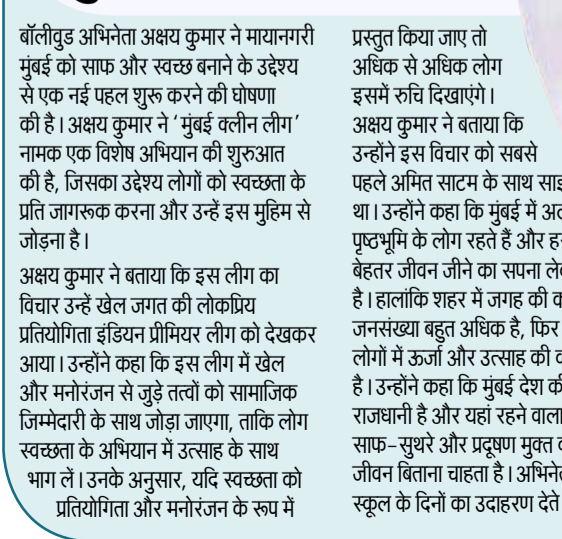 बॉलीवुड अभिनेता अक्षय कुमार ने मायानगरी
मुंबई को साफ और स्वच्छ बनाने के उद्देश्य
से एक नई पहल शुरू करने की घोषणा
की है। अक्षय कुमार ने ‘मुंबई क्लीन लीग’
नामक एक विशेष अभियान की शुरुआत
की है, जिसका उद्देश्य लोगों को स्वच्छता के
प्रति जागरूक करना और उन्हें इस मुहिम से
जोड़ना है।
अक्षय कुमार ने बताया कि इस लीग का
विचार उन्हें खेल जगत की लोकप्रिय
प्रतियोगिता इंडियन प्रीमियर लीग को देखकर
आया। उन्होंने कहा कि इस लीग में खेल
और मनोरंजन से जुड़े तत्वों को सामाजिक
जिम्मेदारी के साथ जोड़ा जाएगा, ताकि लोग
स्वच्छता के अभियान में उत्साह के साथ
भाग लें। उनके अनुसार, यदि स्वच्छता को
प्रतियोगिता और मनोरंजन के रूप में
प्रस्तुत किया जाए तो
अधिक से अधिक लोग
इसमें रुचि दिखाएंगे।
अक्षय कुमार ने बताया कि
उन्होंने इस विचार को सबसे
पहले अमित साटम के साथ
था। उन्होंने कहा कि मुंबई में
पृष्ठभूमि के लोग रहते हैं और
बेहतर जीवन जीने का सपना
है। हालांकि शहर में जगह की
जनसंख्या बहुत अधिक है, फिर
लोगों में ऊर्जा और उत्साह की
है। उन्होंने कहा कि मुंबई देश की
राजधानी है और यहां रहने वाला
साफ-सुथरे और प्रदूषण मुक्त
जीवन बिताना चाहता है।
स्कूल के दिनों का उदाहरण देते